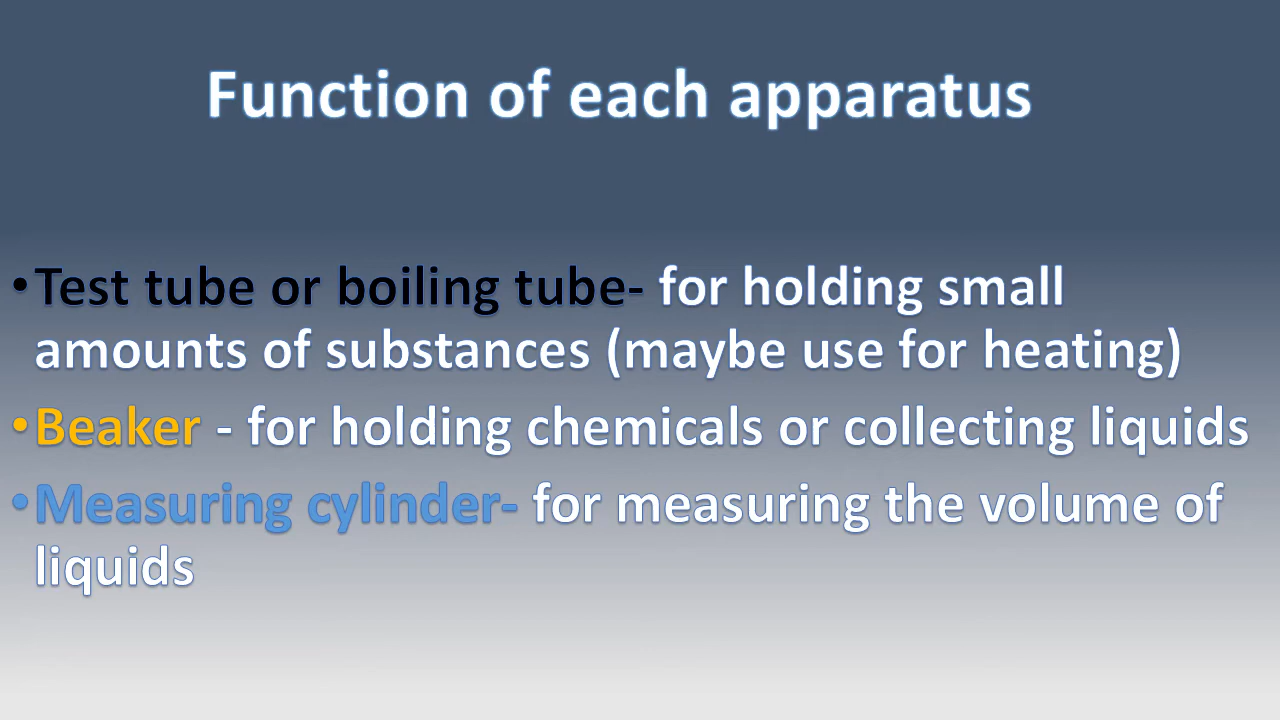 Function of each apparatus
•Test tube or boiling tube- for holding small
amounts of substances (maybe use for heating)
•Beaker - for holding chemicals or collecting liquids
•Measuring cylinder- for measuring the volume of
liquids